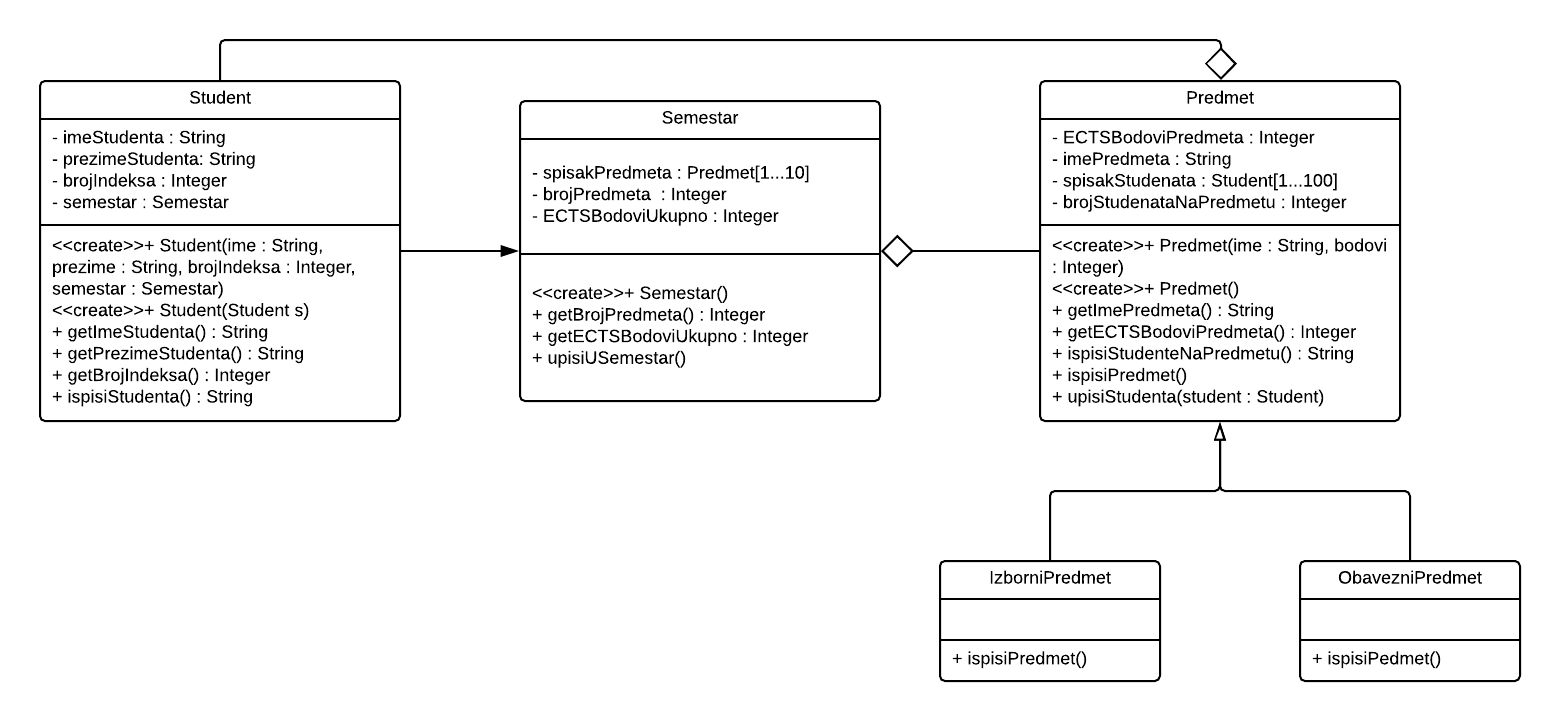 Student
- imeStudenta : String
- prezimeStudenta: String
- brojIndeksa : Integer
- semestar : Semestar
<<create>>+ Student(ime : String,
prezime : String, brojIndeksa : Integer,
semestar : Semestar)
<<create>>+ Student(Student s)
+ getImeStudenta() : String
+ getPrezimeStudenta() : String
+ getBrojIndeksa() : Integer
+ ispisiStudenta() : String
Semestar
- spisakPredmeta : Predmet[1...10]
- brojPredmeta  : Integer
- ECTSBodoviUkupno : Integer
<<create>>+ Semestar()
+ getBrojPredmeta() : Integer
+ getECTSBodoviUkupno : Integer
+ upisiUSemestar()
Predmet
- ECTSBodoviPredmeta : Integer
- imePredmeta : String
- spisakStudenata : Student[1...100]
- brojStudenataNaPredmetu : Integer
<<create>>+ Predmet(ime : String, bodovi
: Integer)
<<create>>+ Predmet()
+ getImePredmeta() : String
+ getECTSBodoviPredmeta() : Integer
+ ispisiStudenteNaPredmetu() : String
+ ispisiPredmet()
+ upisiStudenta(student : Student)
IzborniPredmet
+ ispisiPredmet()
ObavezniPredmet
+ ispisiPedmet()